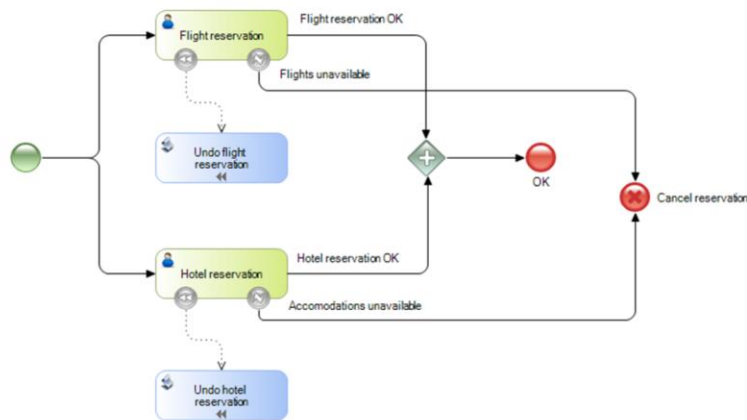 Flight reservation OK
Flight reservation
Flights unavailable
Undo flight
reservation
OK
Cancel reservation
Hotel reservation OK
Hotel reservation
Accomodations unavailable
Undo hotel
reservation